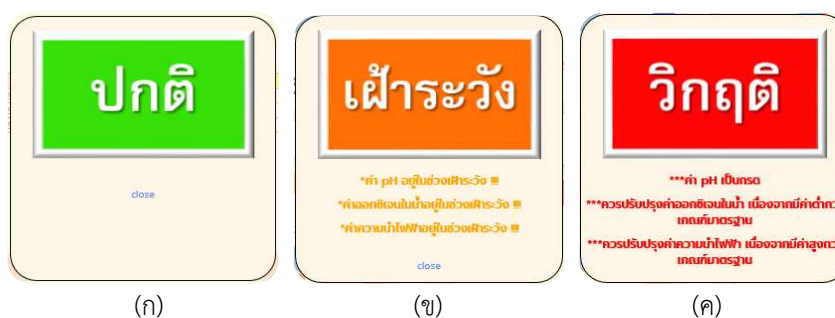 ปกติ
close
(ก)
เฝ้าระวัง
*ค่า pH อยู่ในช่วงเฝ้าระวัง !!!
*ค่าออกซิเจนในน้ำอยู่ในช่วงเฝ้าระวัง !!!
*ค่าความนำไฟฟ้าอยู่ในช่วงเฝ้าระวัง !!!
close
(ข)
วิกฤติ
***ค่า pH เป็นกรด
***ควรปรับปรุงค่าออกซิเจนในน้ำ เนื่องจากมีค่าต่ำกว
เกณฑ์มาตรฐาน
***ควรปรับปรุงค่าความนำไฟฟ้า เนื่องจากมีค่าสูงกว
เกณฑ์มาตรฐาน
(ค)